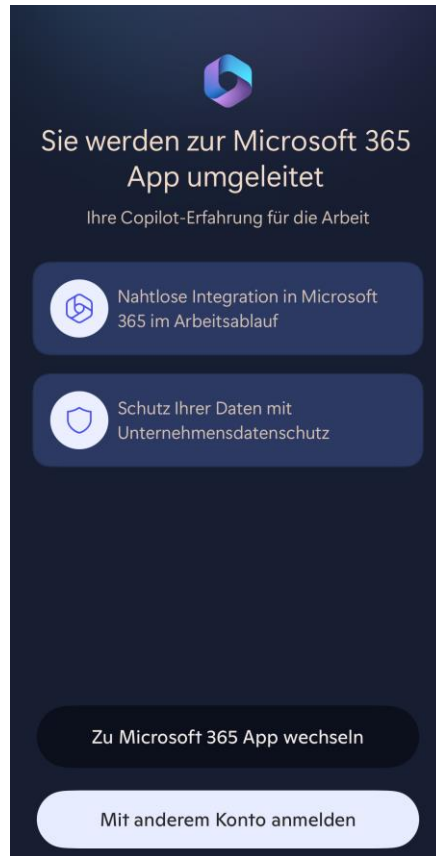 Sie werden zur Microsoft 365
App umgeleitet
Ihre Copilot-Erfahrung für die Arbeit
Nahtlose Integration in Microsoft
365 im Arbeitsablauf
Schutz Ihrer Daten mit
Unternehmensdatenschutz
Zu Microsoft 365 App wechseln
Mit anderem Konto anmelden